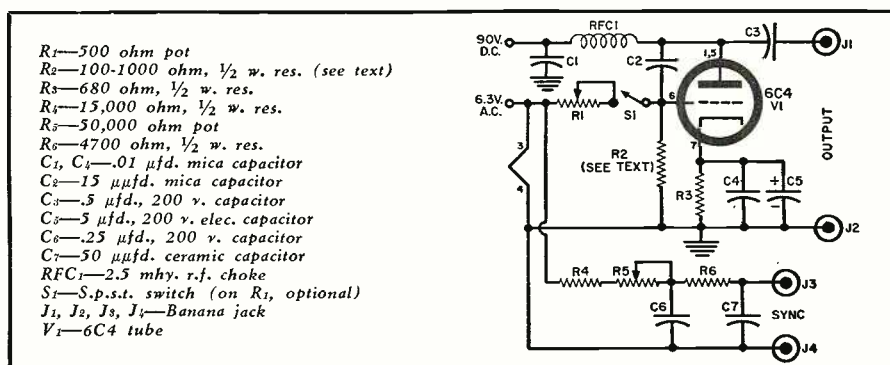 R1—500 ohm pot
R2—100-1000 ohm, 1/2 w. res. (see text)
R3—680 ohm, 1/2 w. res.
R4—15,000 ohm, 1/2 w. res.
R5—50,000 ohm pot
R6—4700 ohm, 1/2 w. res.
C1, C4—.01 µfd. mica capacitor
C2—15 µµfd. mica capacitor
C3—.5 µfd., 200 v. capacitor
C5—5 µfd., 200 v. elec. capacitor
C6—.25 µfd., 200 v. capacitor
C7—50 µµfd. ceramic capacitor
RFC1—2.5 mhy. r.f. choke
S1—S.p.s.t. switch (on R1, optional)
J1, J2, J3, J4—Banana jack
V1—6C4 tube
RFC1
C3
90V.
D.C.
J1
C1
C2
1,5
6C4
V1
6.3V.
A.C.
R1
S1
6
7
3
4
R2
(SEE TEXT)
R3
C4
+
C5
−
OUTPUT
J2
R4
R5
R6
J3
C6
C7
SYNC
J4